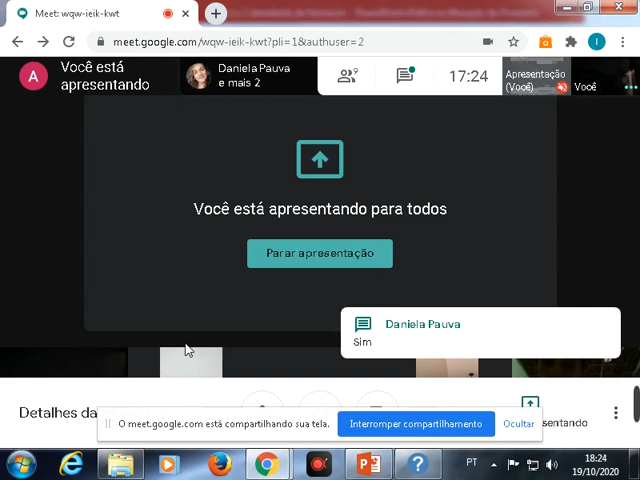 Meet: wqw-ieik-kwt
meet.google.com/wqw-ieik-kwt?pli=1&authuser=2
I
A
Você está
apresentando
Daniela Pauva
e mais 2
9
17:24
Apresentação
(Você)
Você
Você está apresentando para todos
Parar apresentação
Daniela Pauva
Sim
Detalhes da
sentando
O meet.google.com está compartilhando sua tela.
Interromper compartilhamento
Ocultar
PT
18:24
19/10/2020